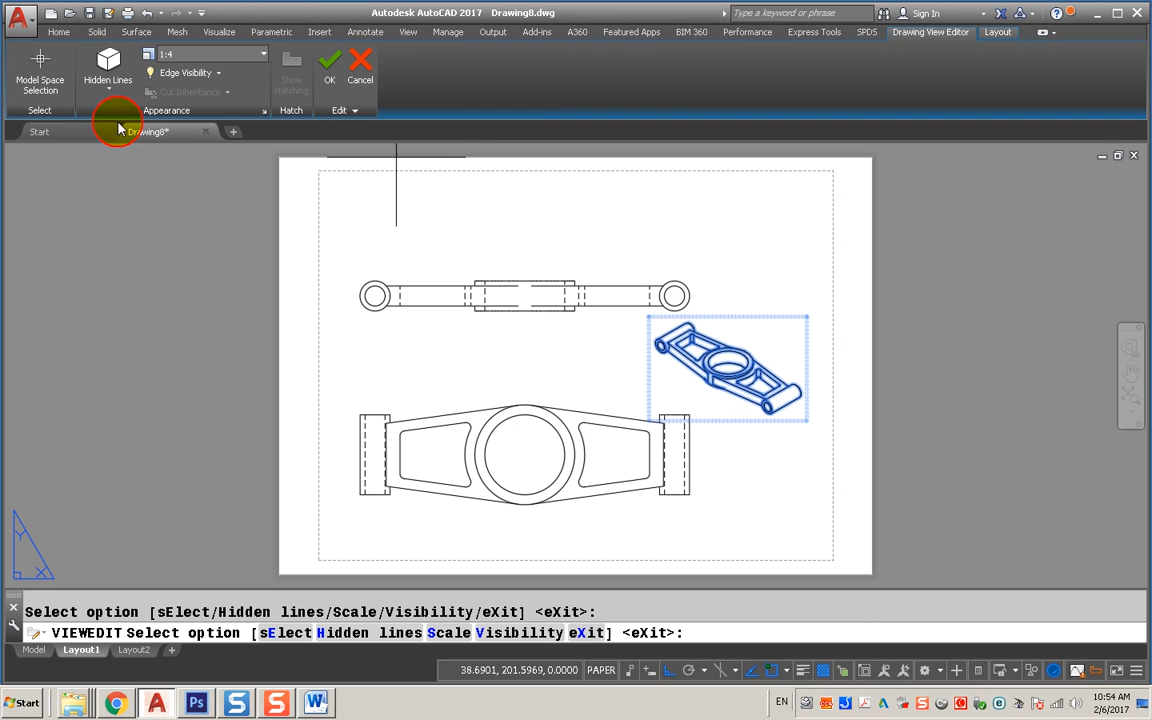 Autodesk AutoCAD 2017 Drawing8.dwg
Type a keyword or phrase
Sign In
Home Solid Surface Mesh Visualize Parametric Insert Annotate View Manage Output Add-ins A360 Featured Apps BIM 360 Performance Express Tools SPDS Drawing View Editor Layout
1:4
Edge Visibility
Cut Inheritance
Model Space
Selection
Hidden Lines
Show
Hatching
OK
Cancel
Select
Appearance
Hatch
Edit
Start
Drawing8*
Y
X
Select option [sElect/Hidden lines/Scale/Visibility/eXit] <eXit>:
VIEWEDIT Select option [sElect Hidden lines Scale Visibility eXit] <eXit>:
Model Layout1 Layout2
38.6901, 201.5969, 0.0000 PAPER
Start
EN
10:54 AM
2/6/2017